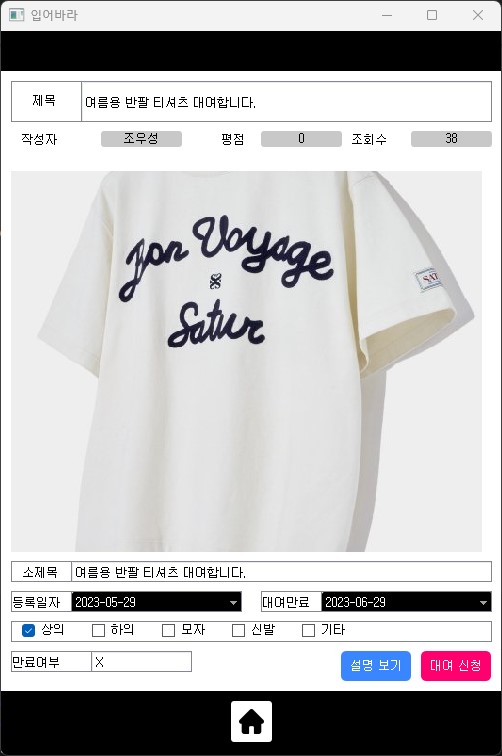 입어바라
제목 여름용 반팔 티셔츠 대여합니다.
작성자 조우성 평점 0 조회수 38
Bon Voyage
Satur
SAT
소제목 여름용 반팔 티셔츠 대여합니다.
등록일자 2023-05-29 대여만료 2023-06-29
상의 하의 모자 신발 기타
만료여부 X 설명 보기 대여 신청